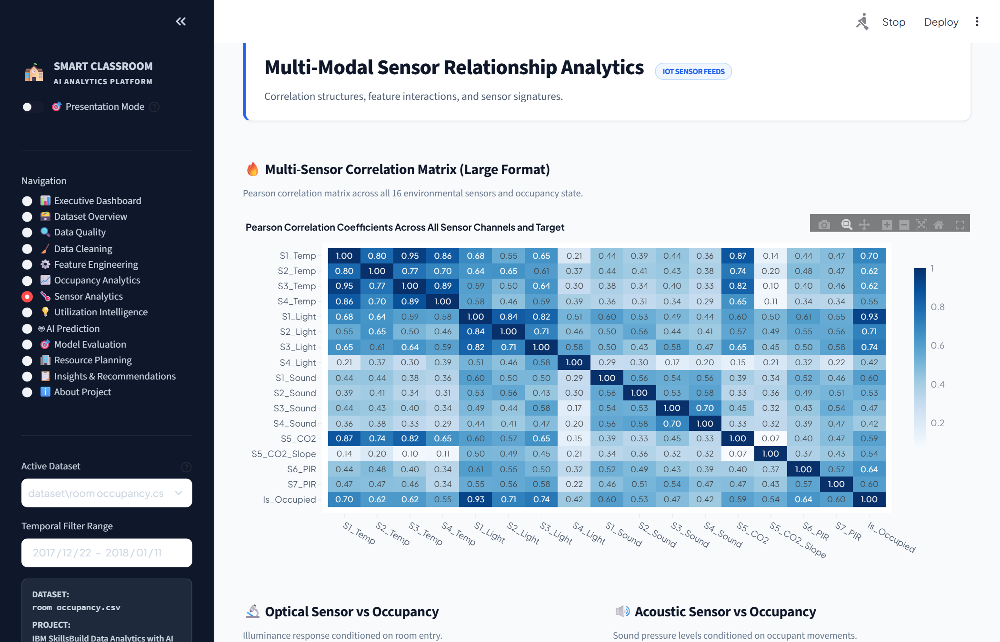 SMART CLASSROOM
AI ANALYTICS PLATFORM
Presentation Mode
Navigation
Executive Dashboard
Dataset Overview
Data Quality
Data Cleaning
Feature Engineering
Occupancy Analytics
Sensor Analytics
Utilization Intelligence
AI Prediction
Model Evaluation
Resource Planning
Insights & Recommendations
About Project
Active Dataset
dataset\room occupancy.cs
Temporal Filter Range
2017/12/22 – 2018/01/11
DATASET:
room occupancy.csv
PROJECT:
IBM SkillsBuild Data Analytics with AI
Stop Deploy
Multi-Modal Sensor Relationship Analytics IOT SENSOR FEEDS
Correlation structures, feature interactions, and sensor signatures.
Multi-Sensor Correlation Matrix (Large Format)
Pearson correlation matrix across all 16 environmental sensors and occupancy state.
Pearson Correlation Coefficients Across All Sensor Channels and Target
S1_Temp 1.00 0.80 0.95 0.86 0.68 0.55 0.65 0.21 0.44 0.39 0.44 0.36 0.87 0.14 0.44 0.47 0.70
S2_Temp 0.80 1.00 0.77 0.70 0.64 0.65 0.61 0.37 0.44 0.41 0.43 0.38 0.74 0.20 0.48 0.47 0.62
S3_Temp 0.95 0.77 1.00 0.89 0.59 0.50 0.64 0.30 0.38 0.34 0.40 0.33 0.82 0.10 0.40 0.46 0.62
S4_Temp 0.86 0.70 0.89 1.00 0.58 0.46 0.59 0.39 0.36 0.31 0.34 0.29 0.65 0.11 0.34 0.34 0.55
S1_Light 0.68 0.64 0.59 0.58 1.00 0.84 0.82 0.51 0.60 0.53 0.49 0.44 0.60 0.50 0.61 0.55 0.93
S2_Light 0.55 0.65 0.50 0.46 0.84 1.00 0.71 0.46 0.50 0.56 0.44 0.41 0.57 0.49 0.55 0.56 0.71
S3_Light 0.65 0.61 0.64 0.59 0.82 0.71 1.00 0.58 0.50 0.43 0.58 0.47 0.65 0.45 0.50 0.58 0.74
S4_Light 0.21 0.37 0.30 0.39 0.51 0.46 0.58 1.00 0.29 0.30 0.17 0.20 0.15 0.21 0.32 0.22 0.42
S1_Sound 0.44 0.44 0.38 0.36 0.60 0.50 0.50 0.29 1.00 0.56 0.54 0.56 0.39 0.34 0.52 0.46 0.60
S2_Sound 0.39 0.41 0.34 0.31 0.53 0.56 0.43 0.30 0.56 1.00 0.53 0.58 0.33 0.36 0.49 0.51 0.53
S3_Sound 0.44 0.43 0.40 0.34 0.49 0.44 0.58 0.17 0.54 0.53 1.00 0.70 0.45 0.32 0.43 0.54 0.47
S4_Sound 0.36 0.38 0.33 0.29 0.44 0.41 0.47 0.20 0.56 0.58 0.70 1.00 0.33 0.32 0.39 0.47 0.42
S5_CO2 0.87 0.74 0.82 0.65 0.60 0.57 0.65 0.15 0.39 0.33 0.45 0.33 1.00 0.07 0.40 0.47 0.59
S5_CO2_Slope 0.14 0.20 0.10 0.11 0.50 0.49 0.45 0.21 0.34 0.36 0.32 0.32 0.07 1.00 0.37 0.43 0.54
S6_PIR 0.44 0.48 0.40 0.34 0.61 0.55 0.50 0.32 0.52 0.49 0.43 0.39 0.40 0.37 1.00 0.57 0.64
S7_PIR 0.47 0.47 0.46 0.34 0.55 0.56 0.58 0.22 0.46 0.51 0.54 0.47 0.47 0.43 0.57 1.00 0.60
Is_Occupied 0.70 0.62 0.62 0.55 0.93 0.71 0.74 0.42 0.60 0.53 0.47 0.42 0.59 0.54 0.64 0.60 1.00
S1_Temp S2_Temp S3_Temp S4_Temp S1_Light S2_Light S3_Light S4_Light S1_Sound S2_Sound S3_Sound S4_Sound S5_CO2 S5_CO2_Slope S6_PIR S7_PIR Is_Occupied
1
0.8
0.6
0.4
0.2
Optical Sensor vs Occupancy
Illuminance response conditioned on room entry.
Acoustic Sensor vs Occupancy
Sound pressure levels conditioned on occupant movements.